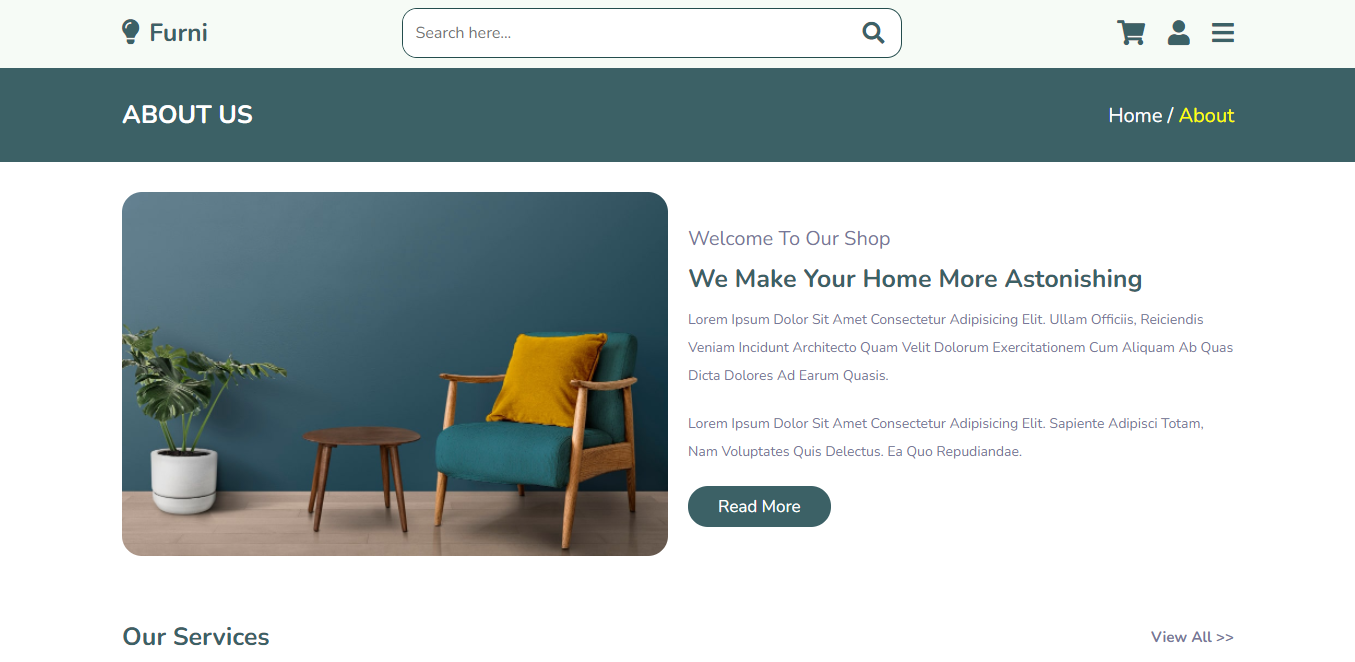 Furni
Search here...
ABOUT US
Home / About
Welcome To Our Shop
We Make Your Home More Astonishing
Lorem Ipsum Dolor Sit Amet Consectetur Adipisicing Elit. Ullam Officiis, Reiciendis
Veniam Incidunt Architecto Quam Velit Dolorum Exercitationem Cum Aliquam Ab Quas
Dicta Dolores Ad Earum Quasis.
Lorem Ipsum Dolor Sit Amet Consectetur Adipisicing Elit. Sapiente Adipisci Totam,
Nam Voluptates Quis Delectus. Ea Quo Repudiandae.
Read More
Our Services
View All >>